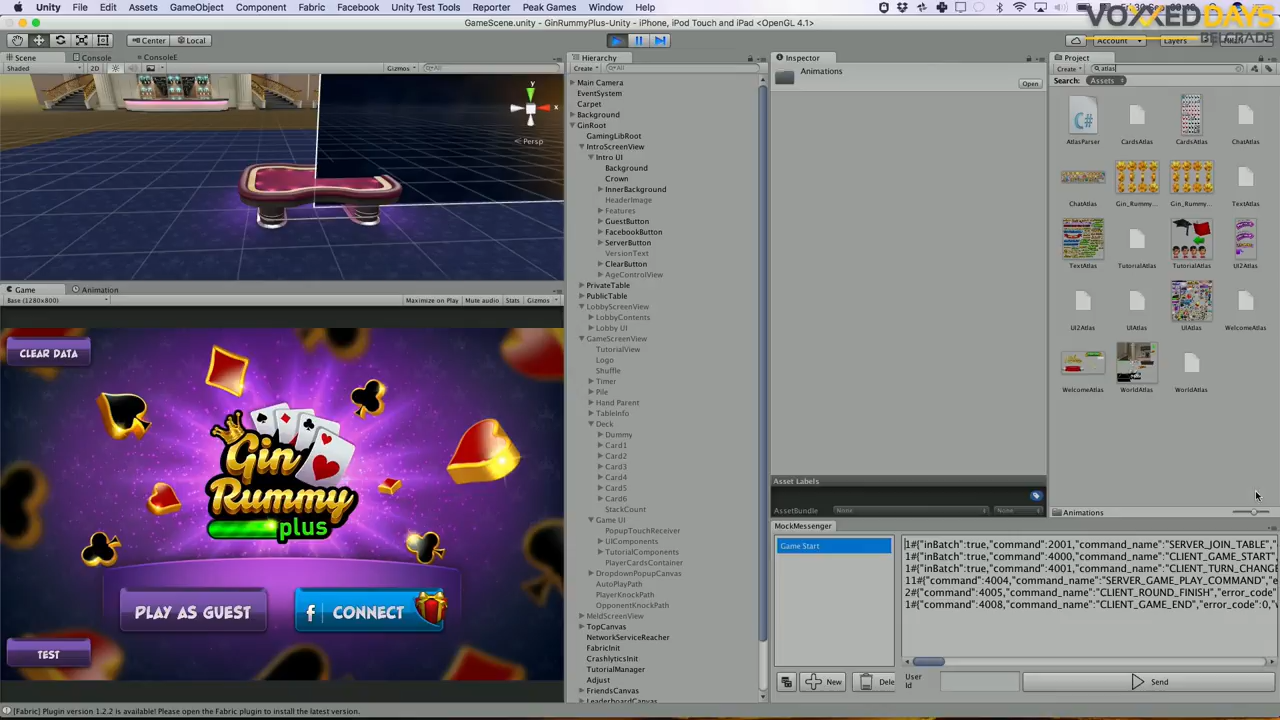 Unity File Edit Assets GameObject Component Frames Facebook Unity Test Tools Reporter Peak Games Window Help
VOXXED DAYS
BELGRADE
GameScene.unity - GinRummyPlus-Unity - iPhone, iPod Touch and iPad <OpenGL 4.1>
Center Local Account Layers
Scene Console ConsoleE
Shaded 2D Gizmos All
Persp
y
x
Game Animation
Base (1280x800) Maximize on Play Mute audio Stats Gizmos
CLEAR DATA
Gin
Rummy
plus
PLAY AS GUEST
f CONNECT
TEST
Hierarchy
Create All
Main Camera
EventSystem
Carpet
Background
GinRoot
GamingLibRoot
IntroScreenView
Intro UI
Background
Crown
InnerBackground
HeaderImage
Features
GuestButton
FacebookButton
ServerButton
VersionText
ClearButton
AgeControlView
PrivateTable
PublicTable
LobbyScreenView
LobbyContents
Lobby UI
GameScreenView
TutorialView
Logo
Shuffle
Timer
Pile
Hand Parent
TableInfo
Deck
Dummy
Card1
Card2
Card3
Card4
Card5
Card6
StackCount
Game UI
PopupTouchReceiver
UIComponents
TutorialComponents
PlayerCardsContainer
DropdownPopupCanvas
AutoPlayPath
PlayerKnockPath
OpponentKnockPath
MeldScreenView
TopCanvas
NetworkServiceReacher
FabricInit
CrashlyticsInit
TutorialManager
Adjust
FriendsCanvas
LeaderboardCanvas
Inspector
Animations
Open
Asset Labels
AssetBundle None None
MockMessenger
Game Start
1#{"inBatch":true,"command":2001,"command_name":"SERVER_JOIN_TABLE","
1#{"inBatch":true,"command":4000,"command_name":"CLIENT_GAME_START"
1#{"inBatch":true,"command":4001,"command_name":"CLIENT_TURN_CHANGE
11#{"command":4004,"command_name":"SERVER_GAME_PLAY_COMMAND","e
2#{"command":4005,"command_name":"CLIENT_ROUND_FINISH","error_code"
1#{"command":4008,"command_name":"CLIENT_GAME_END","error_code":0,"
New Dele User Id Send
Project
Create atlas
Search: Assets
C#
AtlasParser CardsAtlas CardsAtlas ChatAtlas
ChatAtlas Gin_Rummy... Gin_Rummy... TextAtlas
TextAtlas TutorialAtlas TutorialAtlas UI2Atlas
UI2Atlas UIAtlas UIAtlas WelcomeAtlas
WelcomeAtlas WorldAtlas WorldAtlas
Animations
[Fabric] Plugin version 1.2.2 is available! Please open the Fabric plugin to install the latest version.